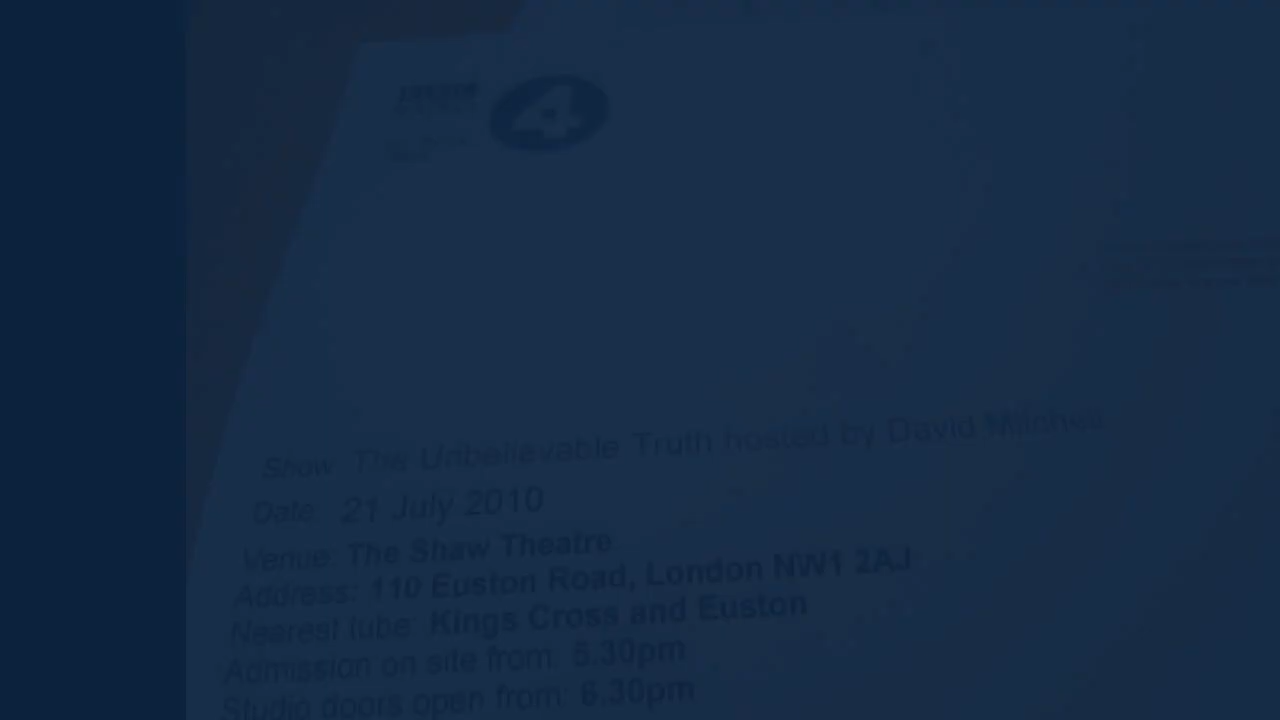 4
Show: The Unbelievable Truth hosted by David Mitchell
Date: 21 July 2010
Venue: The Shaw Theatre
Address: 110 Euston Road, London NW1 2AJ
Nearest tube: Kings Cross and Euston
Admission on site from: 5.30pm
Studio doors open from: 6.30pm